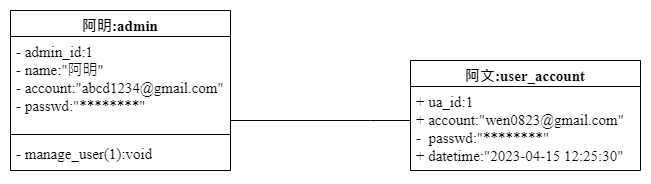 阿明:admin
- admin_id:1
- name:"阿明"
- account:"abcd1234@gmail.com"
- passwd:"********"
- manage_user(1):void
阿文:user_account
+ ua_id:1
+ account:"wen0823@gmail.com"
-  passwd:"********"
+ datetime:"2023-04-15 12:25:30"